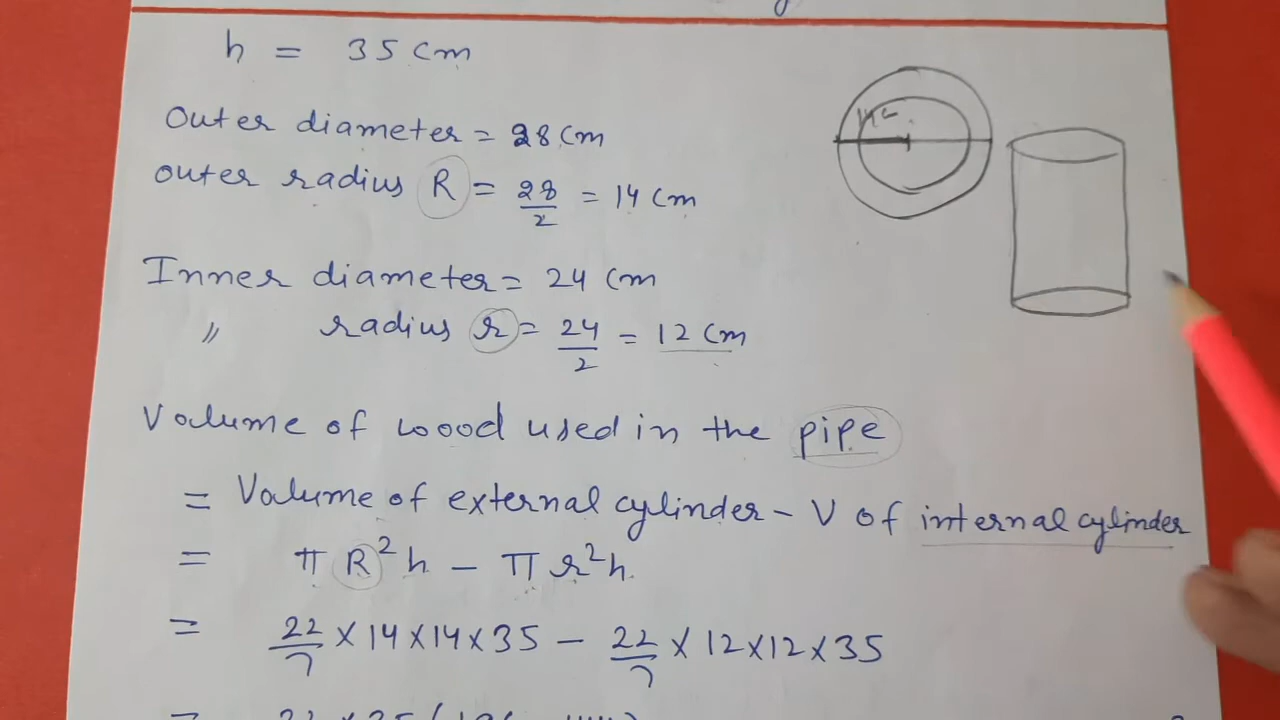 h = 35 cm
Outer diameter = 28 cm
outer radius R = 28/2 = 14 cm
Inner diameter = 24 cm
〃 radius r = 24/2 = 12 cm
Volume of wood used in the pipe
= Volume of external cylinder - V of internal cylinder
= πR²h - πr²h
= 22/7 × 14 × 14 × 35 - 22/7 × 12 × 12 × 35